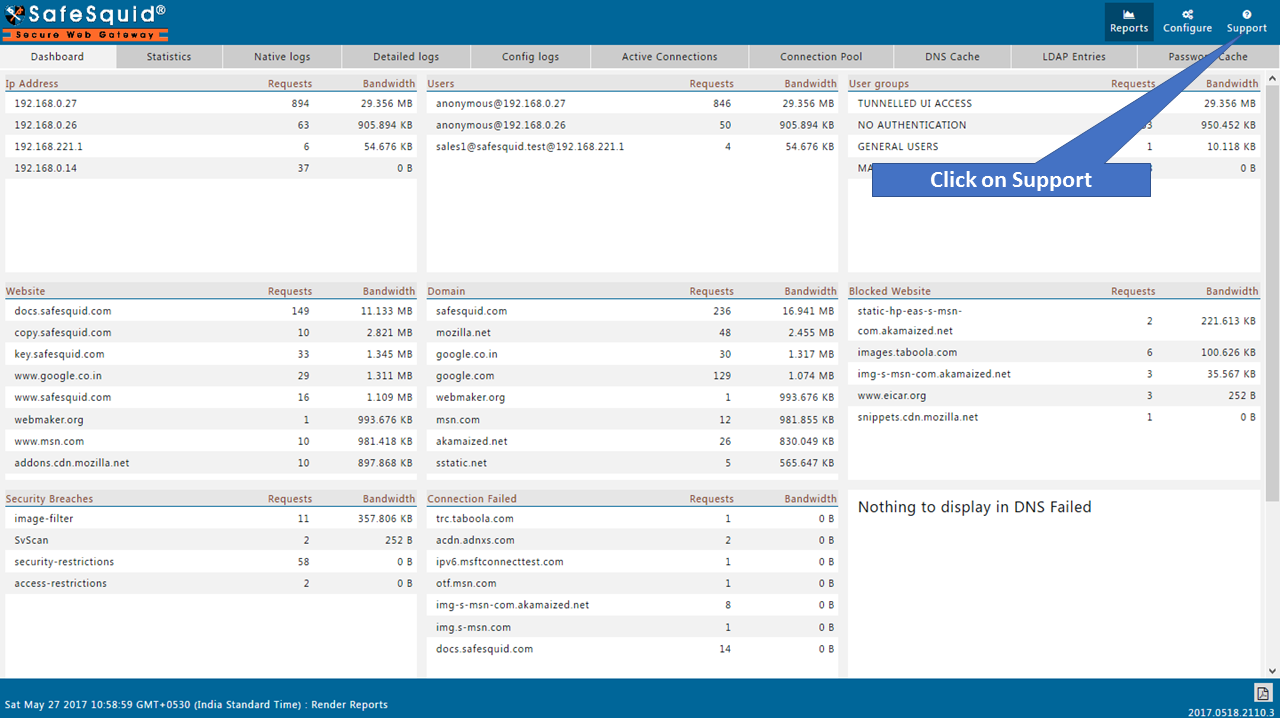 SafeSquid®
Secure Web Gateway
Reports Configure Support
Dashboard Statistics Native logs Detailed logs Config logs Active Connections Connection Pool DNS Cache LDAP Entries Cache
Ip Address Requests Bandwidth
192.168.0.27 894 29.356 MB
192.168.0.26 63 905.894 KB
192.168.221.1 6 54.676 KB
192.168.0.14 37 0 B
Users Requests Bandwidth
anonymous@192.168.0.27 846 29.356 MB
anonymous@192.168.0.26 50 905.894 KB
sales1@safesquid.test@192.168.221.1 4 54.676 KB
User groups Requests Bandwidth
TUNNELLED UI ACCESS 29.356 MB
NO AUTHENTICATION 950.452 KB
GENERAL USERS 1 10.118 KB
0 B
Click on Support
Website Requests Bandwidth
docs.safesquid.com 149 11.133 MB
copy.safesquid.com 10 2.821 MB
key.safesquid.com 33 1.345 MB
www.google.co.in 29 1.311 MB
www.safesquid.com 16 1.109 MB
webmaker.org 1 993.676 KB
www.msn.com 10 981.418 KB
addons.cdn.mozilla.net 10 897.868 KB
Domain Requests Bandwidth
safesquid.com 236 16.941 MB
mozilla.net 48 2.455 MB
google.co.in 30 1.317 MB
google.com 129 1.074 MB
webmaker.org 1 993.676 KB
msn.com 12 981.855 KB
akamaized.net 26 830.049 KB
sstatic.net 5 565.647 KB
Blocked Website Requests Bandwidth
static-hp-eas-s-msn-
com.akamaized.net 2 221.613 KB
images.taboola.com 6 100.626 KB
img-s-msn-com.akamaized.net 3 35.567 KB
www.eicar.org 3 252 B
snippets.cdn.mozilla.net 1 0 B
Security Breaches Requests Bandwidth
image-filter 11 357.806 KB
SvScan 2 252 B
security-restrictions 58 0 B
access-restrictions 2 0 B
Connection Failed Requests Bandwidth
trc.taboola.com 1 0 B
acdn.adnxs.com 2 0 B
ipv6.msftconnecttest.com 1 0 B
otf.msn.com 1 0 B
img-s-msn-com.akamaized.net 8 0 B
img.s-msn.com 1 0 B
docs.safesquid.com 14 0 B
Nothing to display in DNS Failed
Sat May 27 2017 10:58:59 GMT+0530 (India Standard Time) : Render Reports
2017.0518.2110.3